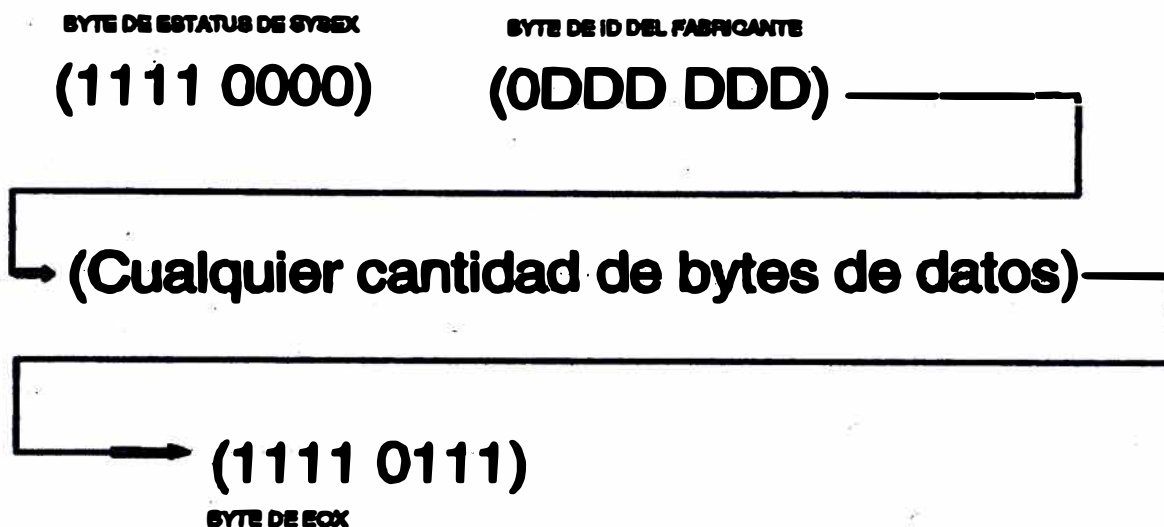 BYTE DE ESTATUS DE SYSEX BYTE DE ID DEL FABRICANTE
(1111 0000) (0DDD DDD)
(Cualquier cantidad de bytes de datos)
(1111 0111)
BYTE DE EOX